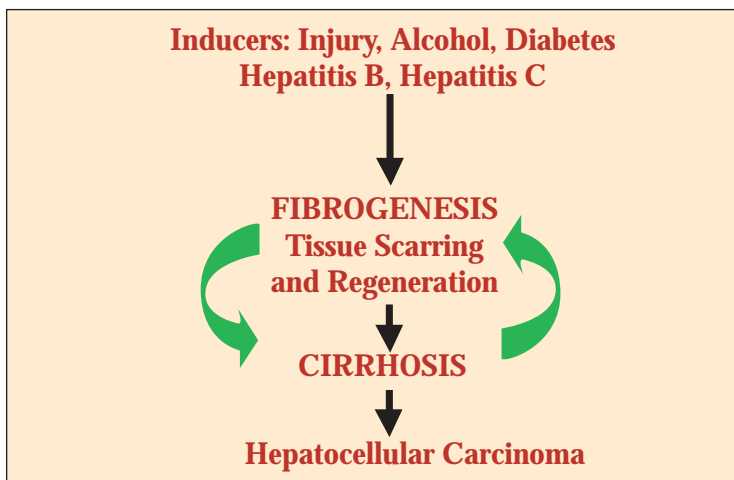 Inducers: Injury, Alcohol, Diabetes
Hepatitis B, Hepatitis C
FIBROGENESIS
Tissue Scarring
and Regeneration
CIRRHOSIS
Hepatocellular Carcinoma